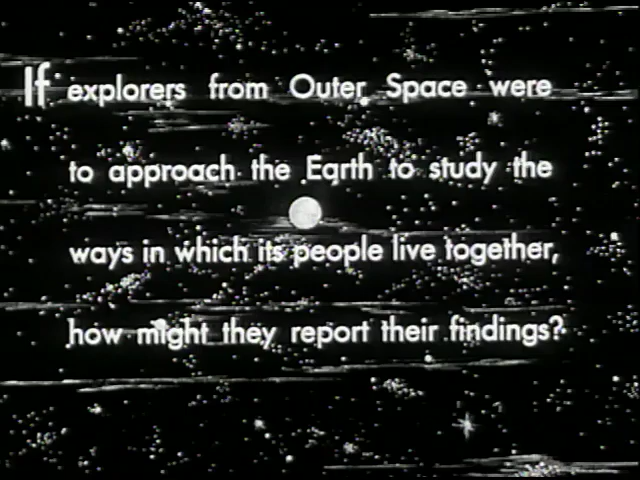 If explorers from Outer Space were
to approach the Earth to study the
ways in which its people live together,
how might they report their findings?